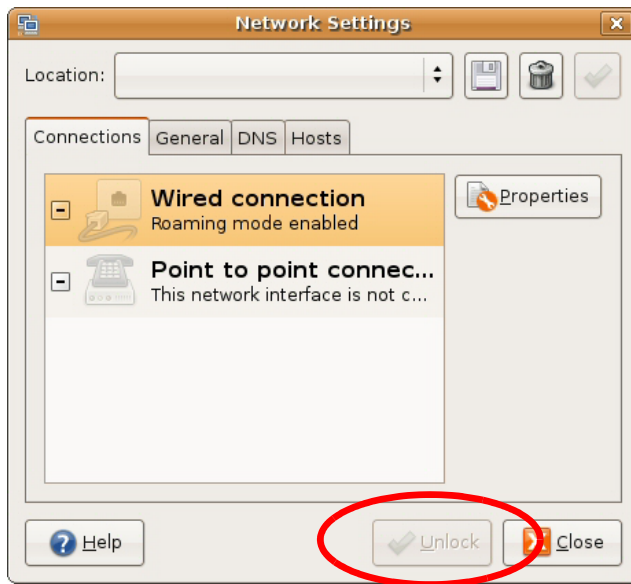 Network Settings
Location:
Connections General DNS Hosts
Wired connection
Roaming mode enabled
Properties
Point to point connec...
This network interface is not c...
Help Unlock Close